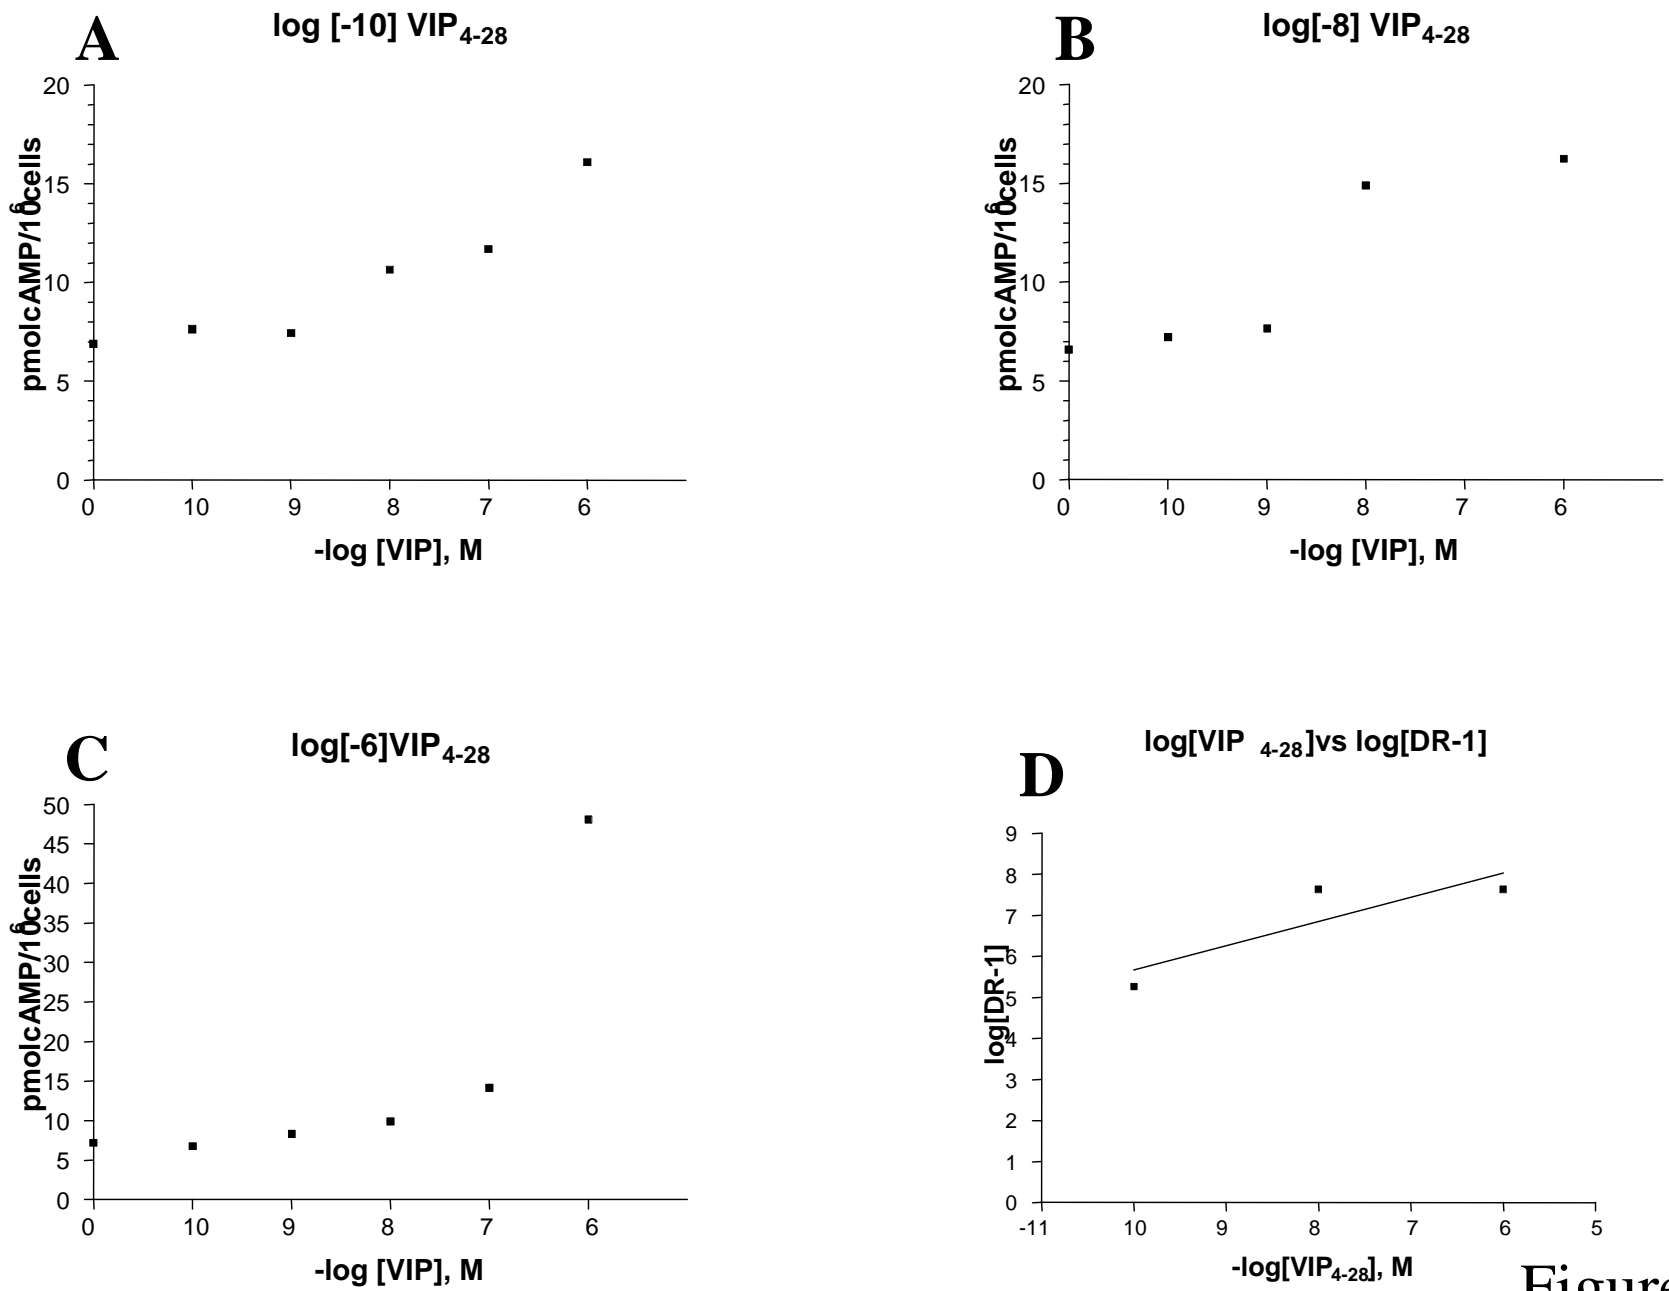 A
log [-10] VIP4-28
20
15
10
5
0
pmolcAMP/106cells
0 10 9 8 7 6
-log [VIP], M
B
log[-8] VIP4-28
20
15
10
5
0
pmolcAMP/106cells
0 10 9 8 7 6
-log [VIP], M
C
log[-6]VIP4-28
50
45
40
35
30
25
20
15
10
5
0
pmolcAMP/106cells
0 10 9 8 7 6
-log [VIP], M
D
log[VIP 4-28]vs log[DR-1]
9
8
7
6
5
4
3
2
1
0
log[DR-1]
-11 10 9 8 7 6 5
-log[VIP4-28], M
Figure